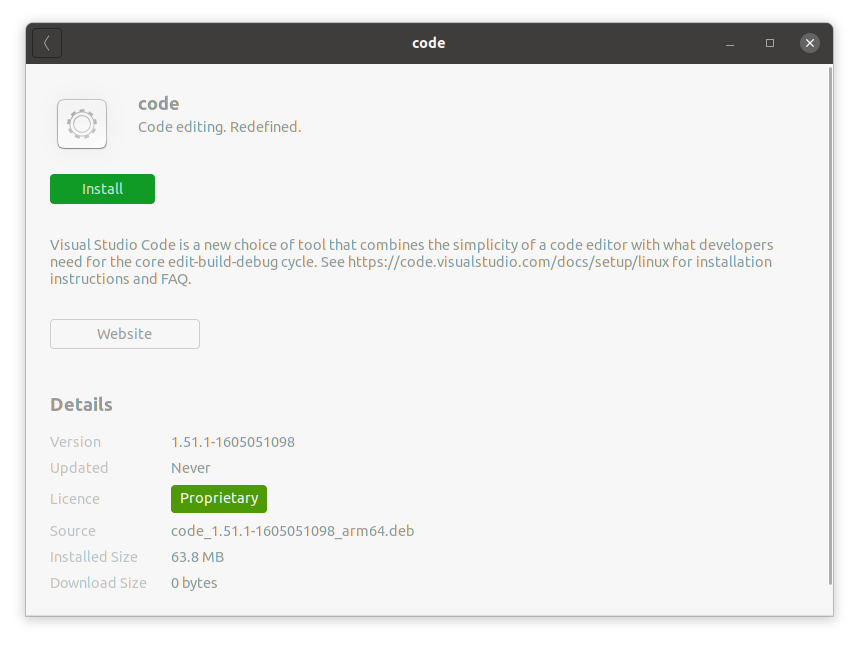 code
code
Code editing. Redefined.
Install
Visual Studio Code is a new choice of tool that combines the simplicity of a code editor with what developers
need for the core edit-build-debug cycle. See https://code.visualstudio.com/docs/setup/linux for installation
instructions and FAQ.
Website
Details
Version 1.51.1-1605051098
Updated Never
Licence Proprietary
Source code_1.51.1-1605051098_arm64.deb
Installed Size 63.8 MB
Download Size 0 bytes